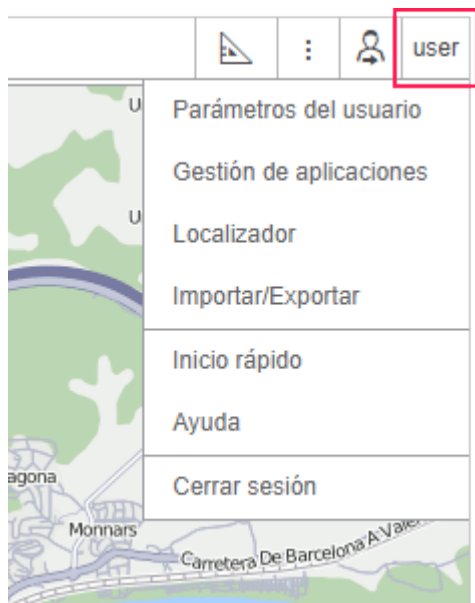 user
U
Parámetros del usuario
Gestión de aplicaciones
U
Localizador
Importar/Exportar
Inicio rápido
Ayuda
agona
Cerrar sesión
Monnars
Carretera De Barcelona A Valen